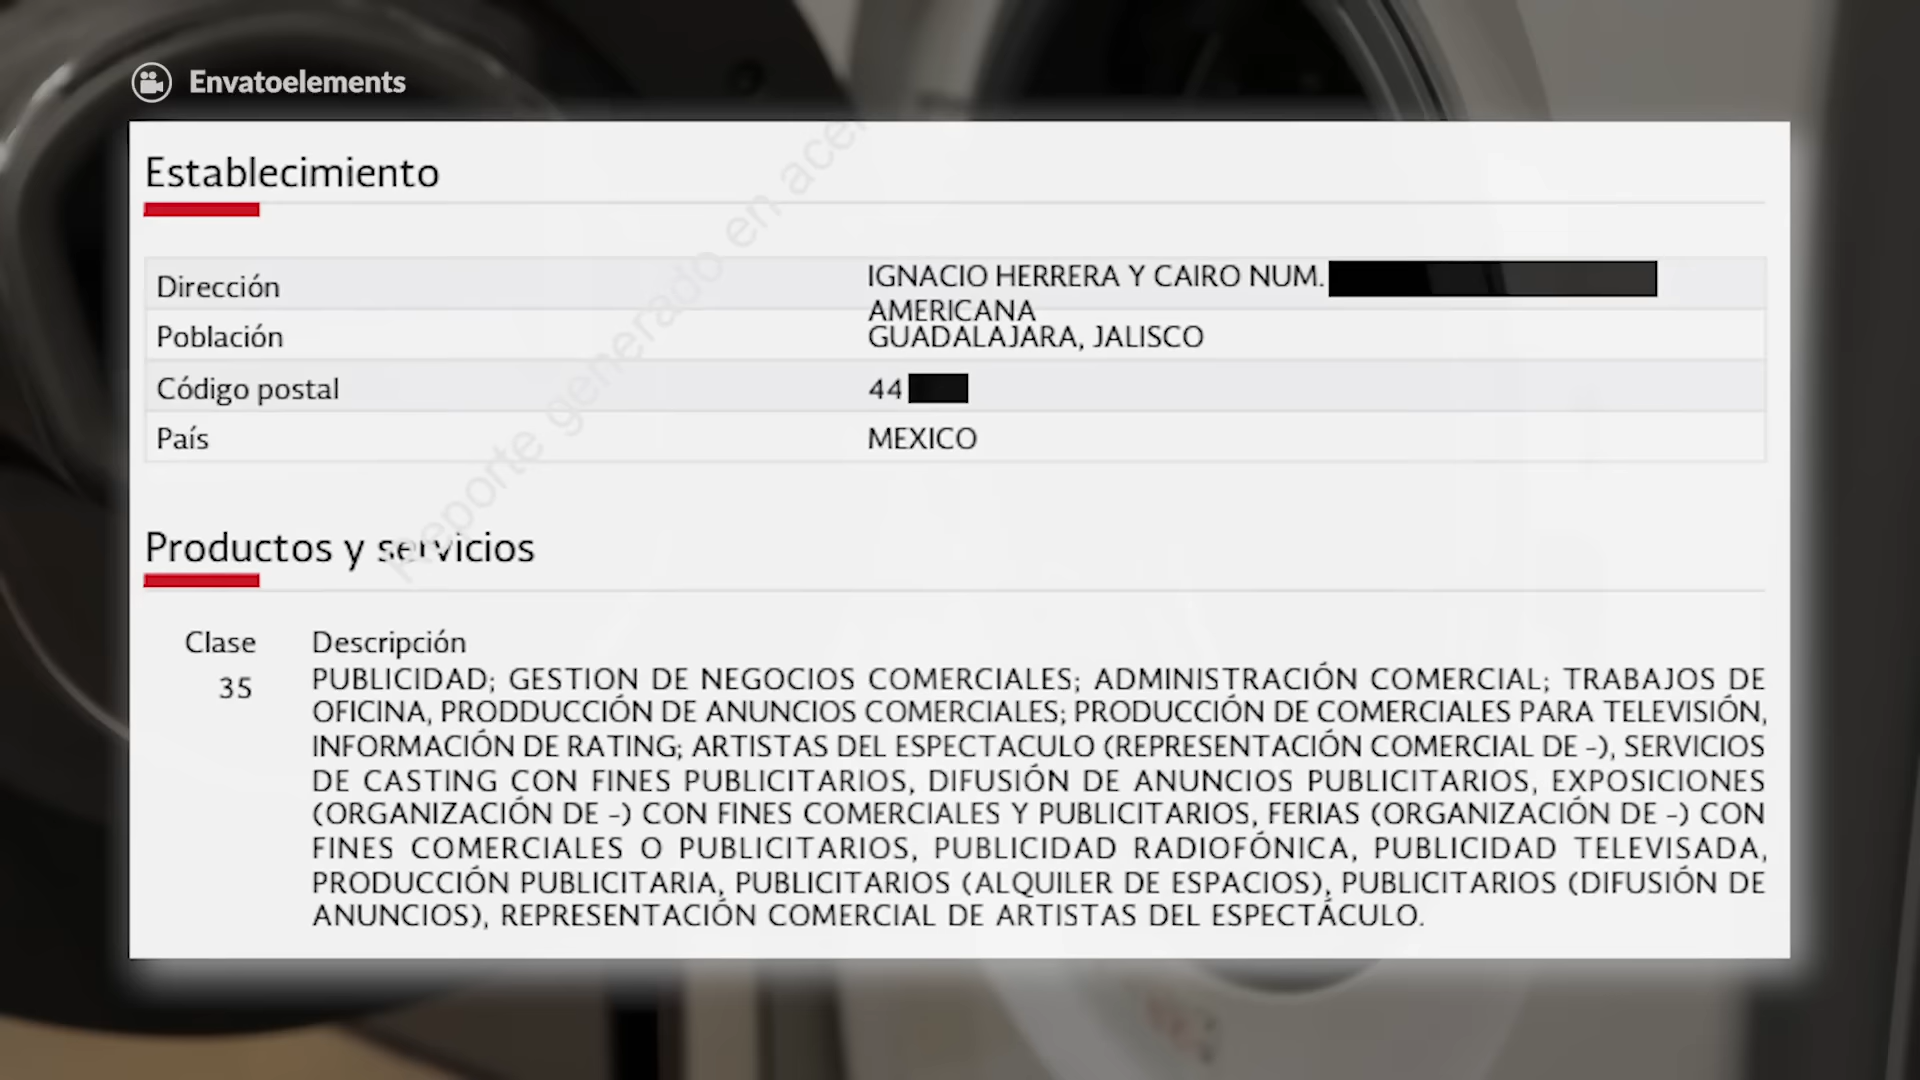 Envatoelements
Establecimiento
Dirección
IGNACIO HERRERA Y CAIRO NUM.
AMERICANA
Población
GUADALAJARA, JALISCO
Código postal
44
País
MEXICO
Reporte generado en
Productos y servicios
Clase
Descripción
35
PUBLICIDAD; GESTION DE NEGOCIOS COMERCIALES; ADMINISTRACIÓN COMERCIAL; TRABAJOS DE
OFICINA, PRODDUCCIÓN DE ANUNCIOS COMERCIALES; PRODUCCIÓN DE COMERCIALES PARA TELEVISIÓN,
INFORMACIÓN DE RATING; ARTISTAS DEL ESPECTACULO (REPRESENTACIÓN COMERCIAL DE -), SERVICIOS
DE CASTING CON FINES PUBLICITARIOS, DIFUSIÓN DE ANUNCIOS PUBLICITARIOS, EXPOSICIONES
(ORGANIZACIÓN DE -) CON FINES COMERCIALES Y PUBLICITARIOS, FERIAS (ORGANIZACIÓN DE -) CON
FINES COMERCIALES O PUBLICITARIOS, PUBLICIDAD RADIOFÓNICA, PUBLICIDAD TELEVISADA,
PRODUCCIÓN PUBLICITARIA, PUBLICITARIOS (ALQUILER DE ESPACIOS), PUBLICITARIOS (DIFUSIÓN DE
ANUNCIOS), REPRESENTACIÓN COMERCIAL DE ARTISTAS DEL ESPECTÁCULO.